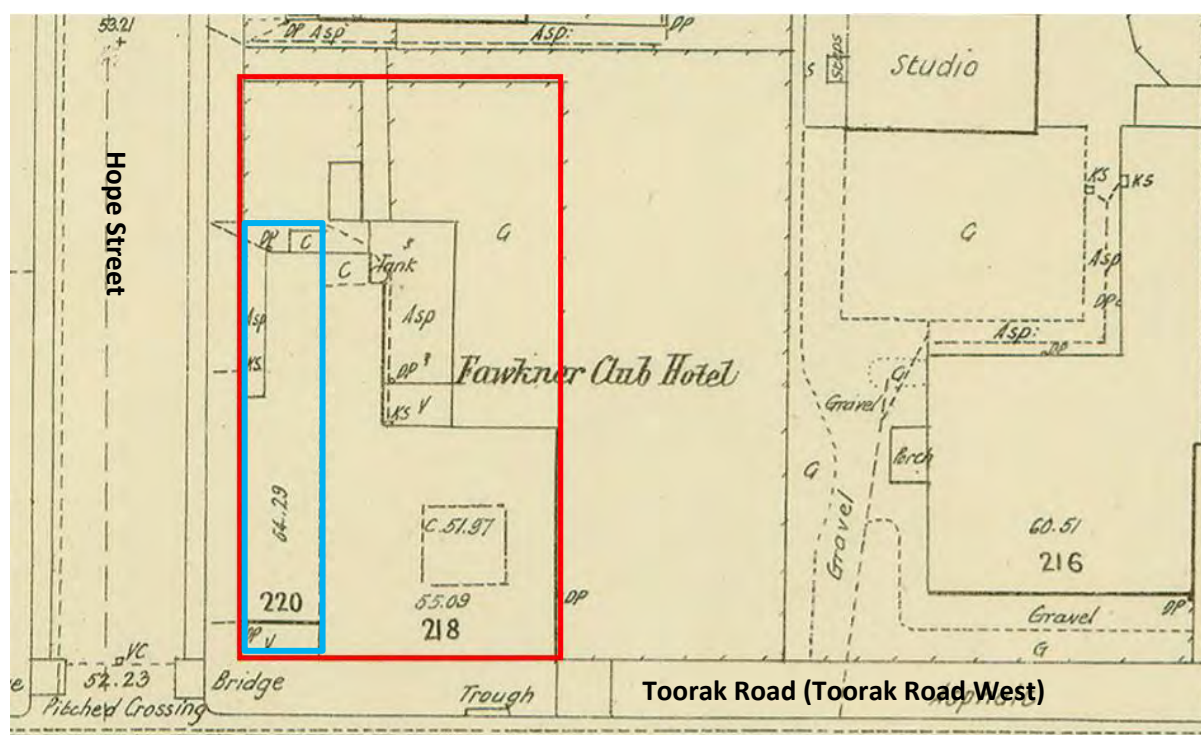 53.21
DP Asp
Asp:
DP
S
Steps
Studio
Hope Street
KS
KS
DP
C
C
S
Tank
G
G
Asp
DP
Asp
Asp
Asp:
DP
KS
DP
Fawkner Club Hotel
G
Gravel
KS V
Porch
G
Gravel
64.29
C.51.97
60.51
216
220
55.09
218
DP
DP
Gravel
DP V
G
VC
52.23
Bridge
Trough
Toorak Road (Toorak Road West)
Pitched Crossing